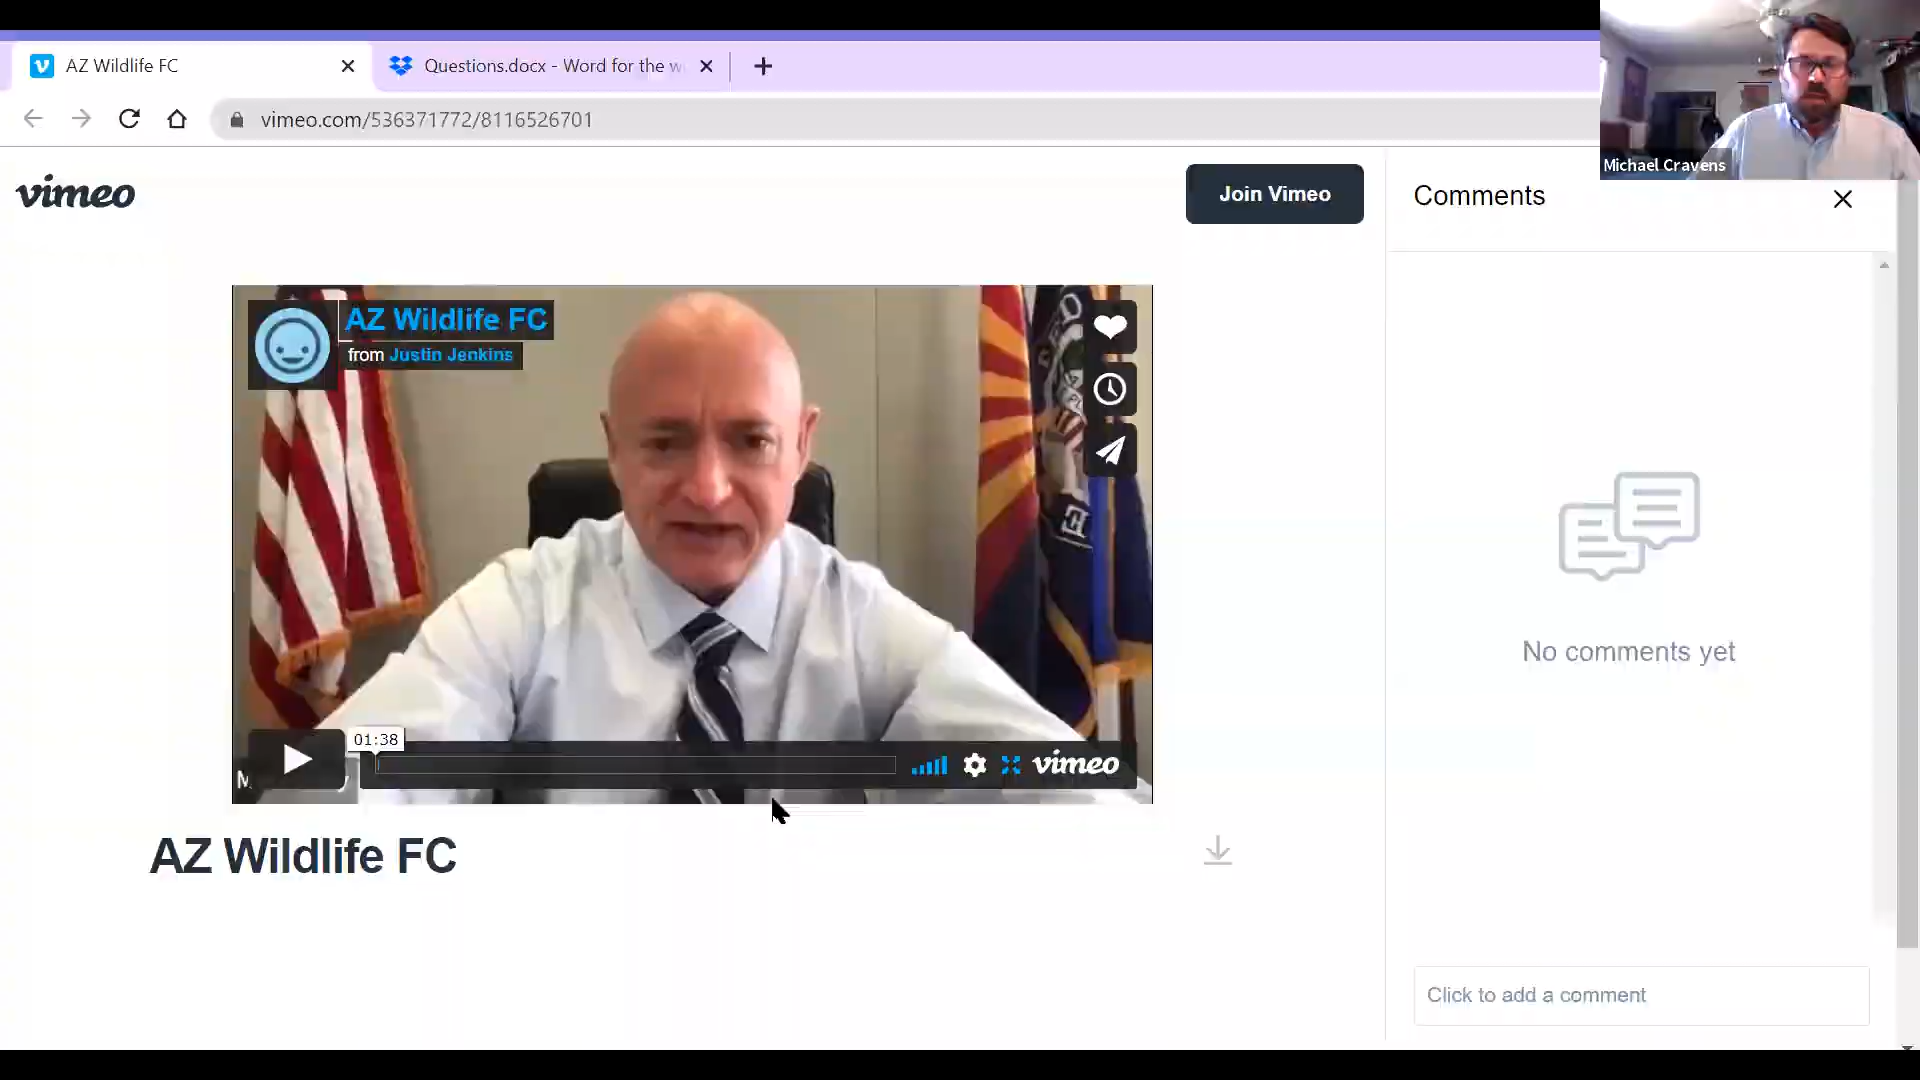 AZ Wildlife FC
Questions.docx - Word for the w
vimeo.com/536371772/8116526701
Michael Cravens
vimeo
Join Vimeo
Comments
AZ Wildlife FC
from Justin Jenkins
01:38
vimeo
No comments yet
AZ Wildlife FC
Click to add a comment